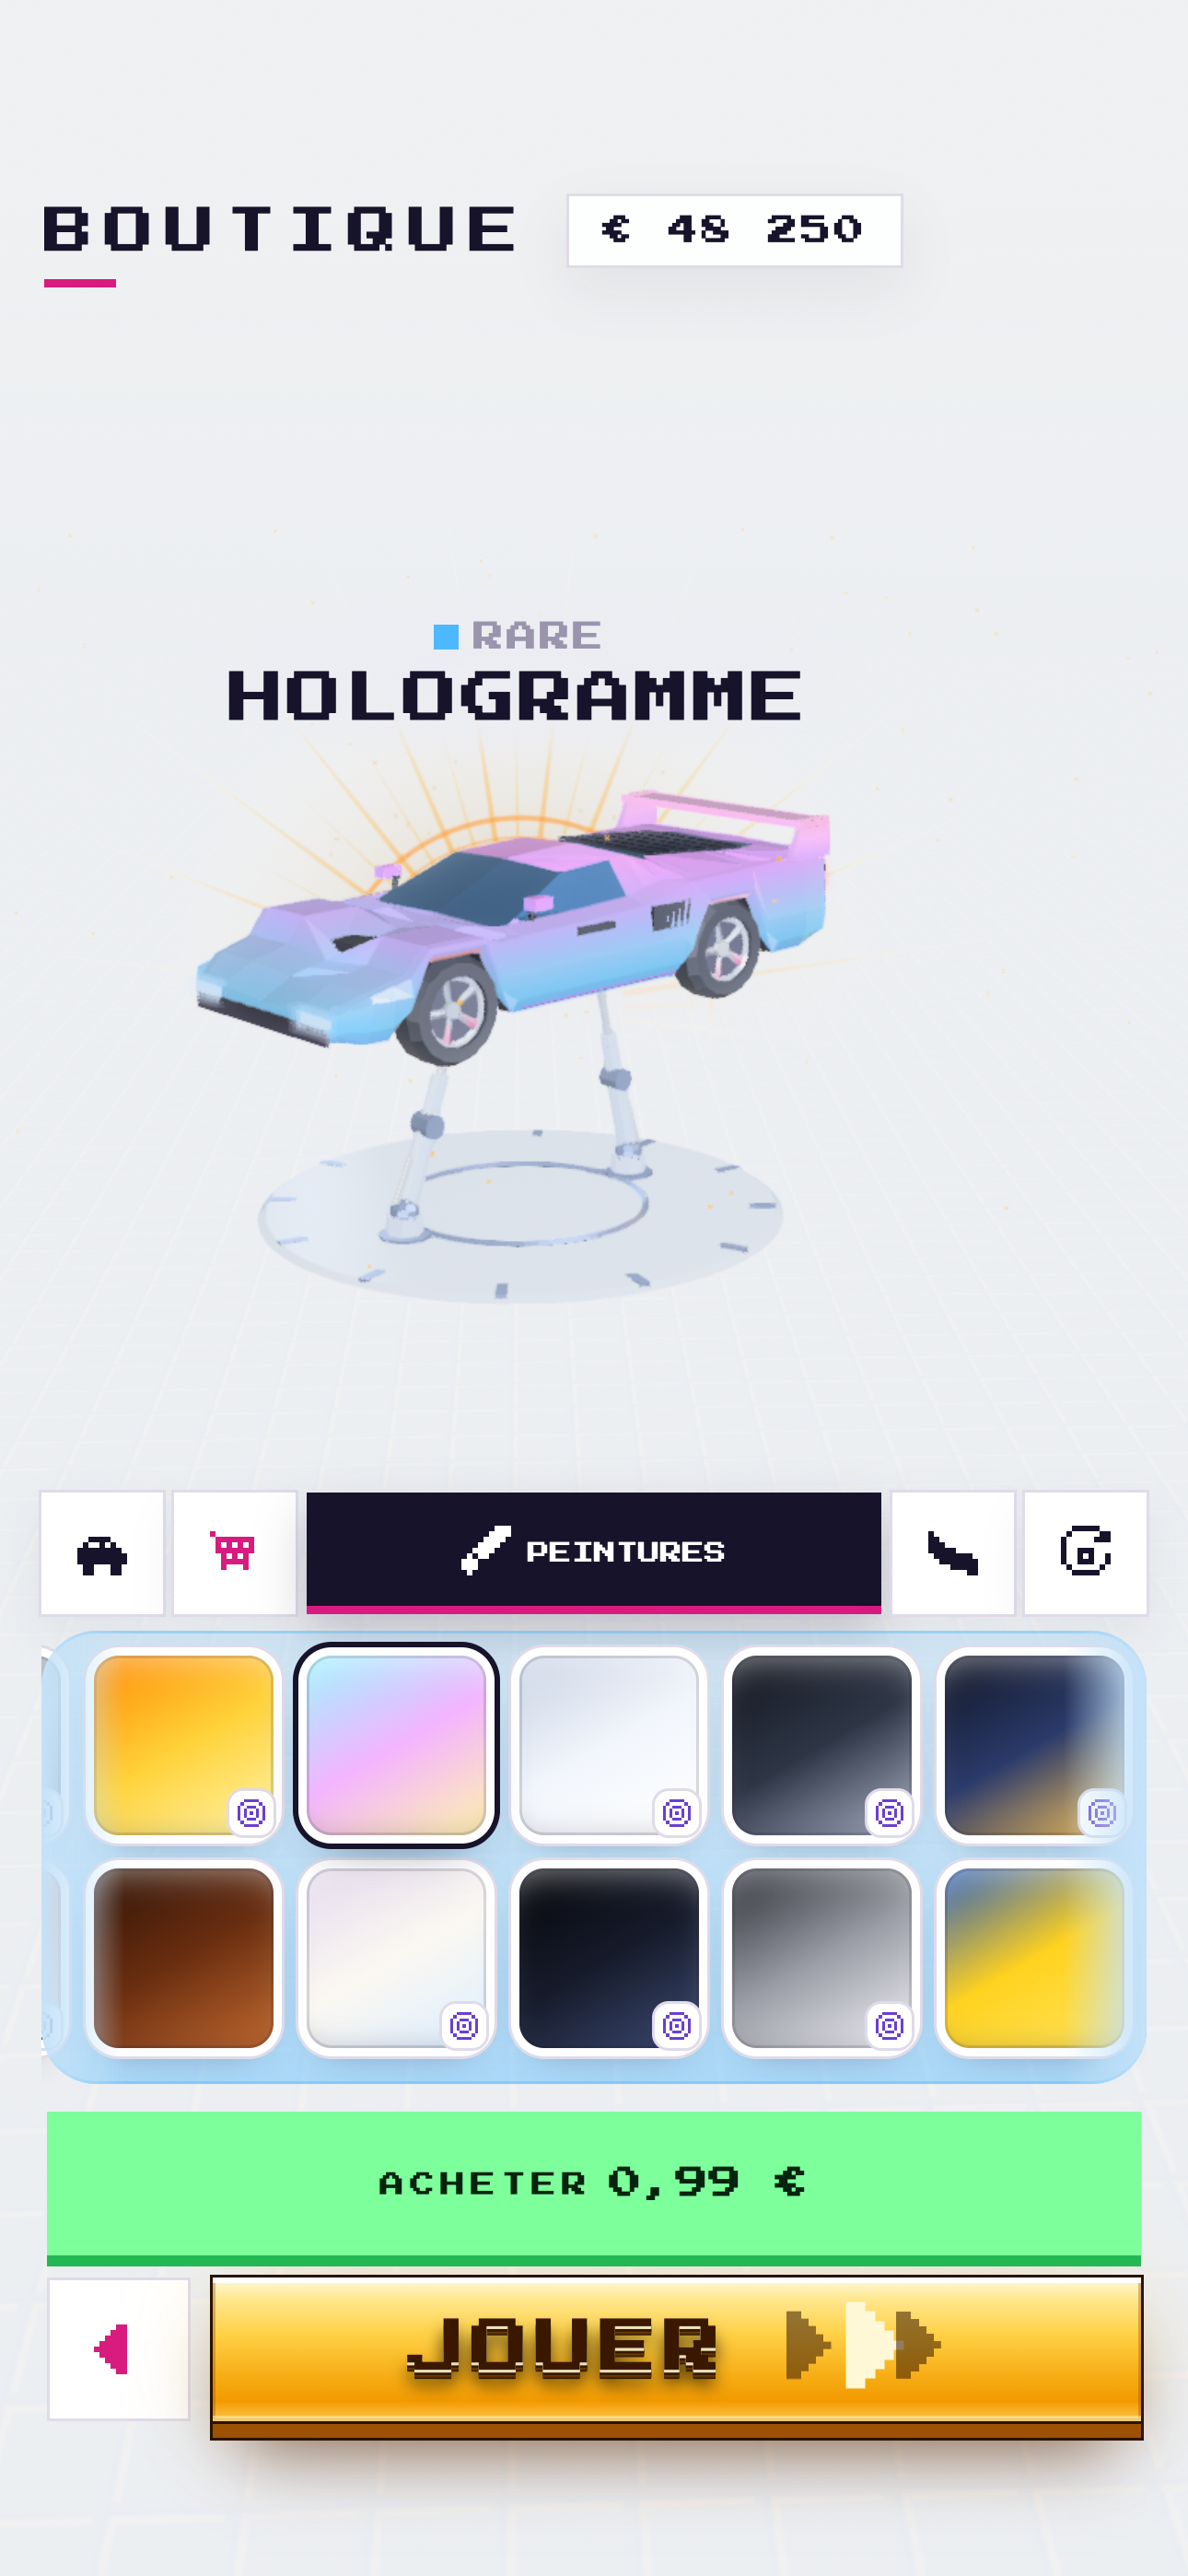 BOUTIQUE
€ 48 250
RARE
HOLOGRAMME
PEINTURES
ACHETER 0,99 €
JOUER